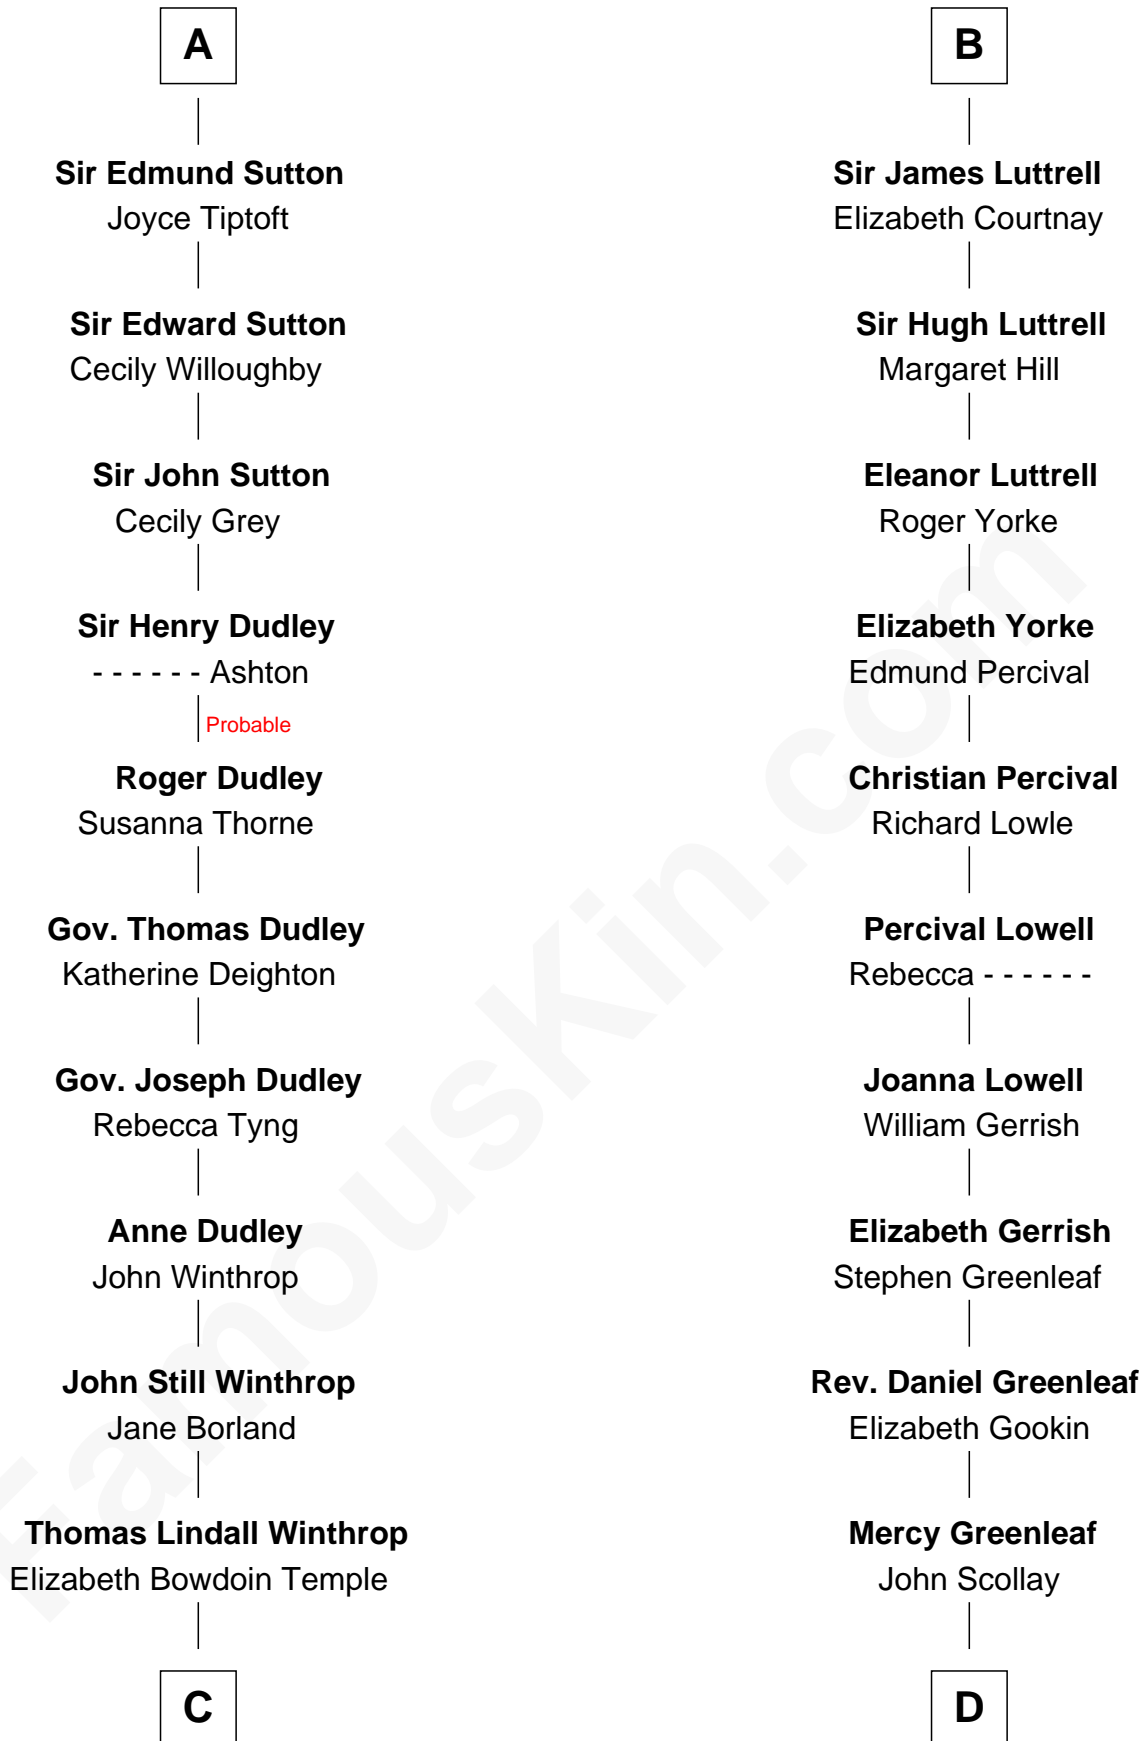 A
Sir Edmund Sutton
Joyce Tiptoft
Sir Edward Sutton
Cecily Willoughby
Sir John Sutton
Cecily Grey
Sir Henry Dudley
- - - - - - Ashton
Probable
Roger Dudley
Susanna Thorne
Gov. Thomas Dudley
Katherine Deighton
Gov. Joseph Dudley
Rebecca Tyng
Anne Dudley
John Winthrop
John Still Winthrop
Jane Borland
Thomas Lindall Winthrop
Elizabeth Bowdoin Temple
C
B
Sir James Luttrell
Elizabeth Courtnay
Sir Hugh Luttrell
Margaret Hill
Eleanor Luttrell
Roger Yorke
Elizabeth Yorke
Edmund Percival
Christian Percival
Richard Lowle
Percival Lowell
Rebecca - - - - - -
Joanna Lowell
William Gerrish
Elizabeth Gerrish
Stephen Greenleaf
Rev. Daniel Greenleaf
Elizabeth Gookin
Mercy Greenleaf
John Scollay
D
FamousKin.com